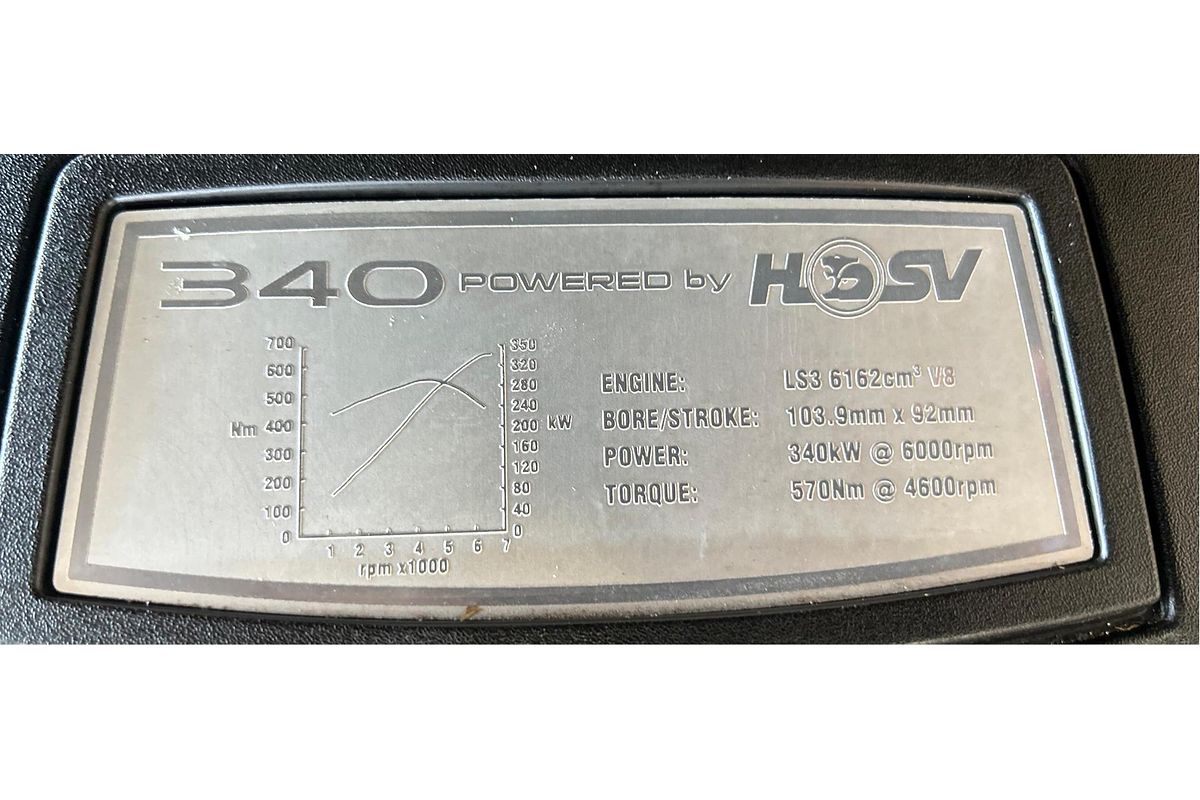 340 POWERED by HSV
700
600
500
Nm 400
300
200
100
0
350
320
280
240
200 kW
160
120
80
40
0
1 2 3 4 5 6 7
rpm x1000
ENGINE: LS3 6162cm³ V8
BORE/STROKE: 103.9mm x 92mm
POWER: 340kW @ 6000rpm
TORQUE: 570Nm @ 4600rpm